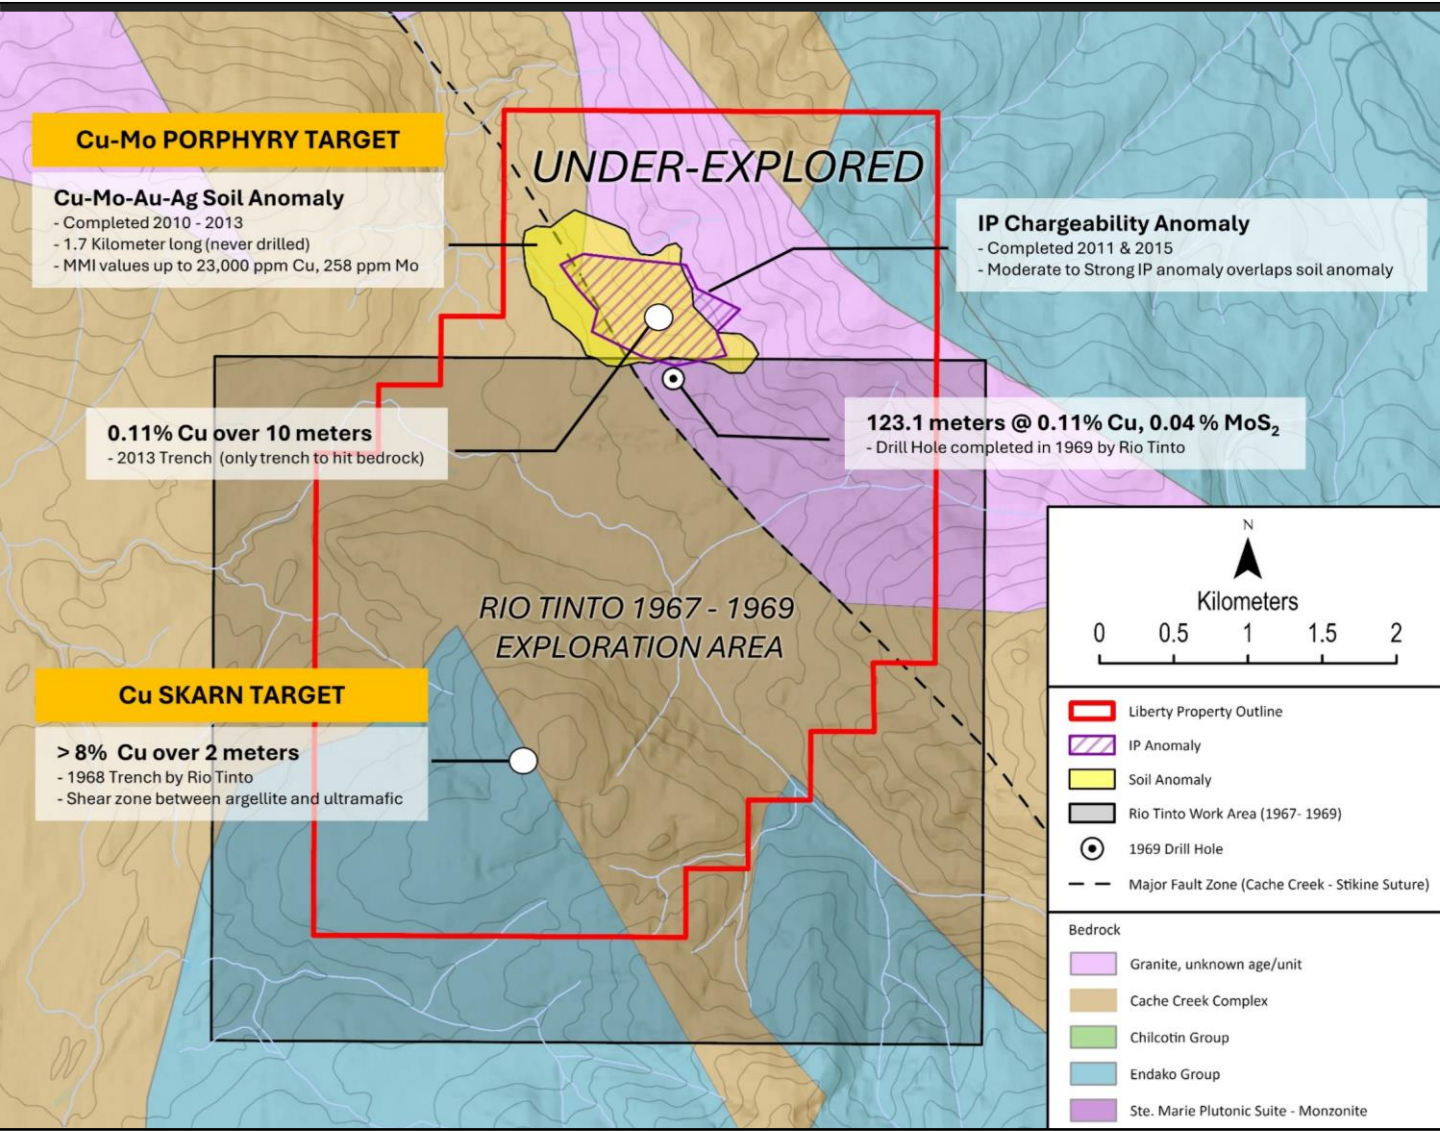 Cu-Mo PORPHYRY TARGET
Cu-Mo-Au-Ag Soil Anomaly
- Completed 2010 - 2013
- 1.7 Kilometer long (never drilled)
- MMI values up to 23,000 ppm Cu, 258 ppm Mo
UNDER-EXPLORED
IP Chargeability Anomaly
- Completed 2011 & 2015
- Moderate to Strong IP anomaly overlaps soil anomaly
0.11% Cu over 10 meters
- 2013 Trench (only trench to hit bedrock)
123.1 meters @ 0.11% Cu, 0.04 % MoS2
- Drill Hole completed in 1969 by Rio Tinto
RIO TINTO 1967 - 1969
EXPLORATION AREA
Cu SKARN TARGET
> 8% Cu over 2 meters
- 1968 Trench by Rio Tinto
- Shear zone between argellite and ultramafic
N
Kilometers
0 0.5 1 1.5 2
Liberty Property Outline
IP Anomaly
Soil Anomaly
Rio Tinto Work Area (1967- 1969)
1969 Drill Hole
Major Fault Zone (Cache Creek - Stikine Suture)
Bedrock
Granite, unknown age/unit
Cache Creek Complex
Chilcotin Group
Endako Group
Ste. Marie Plutonic Suite - Monzonite